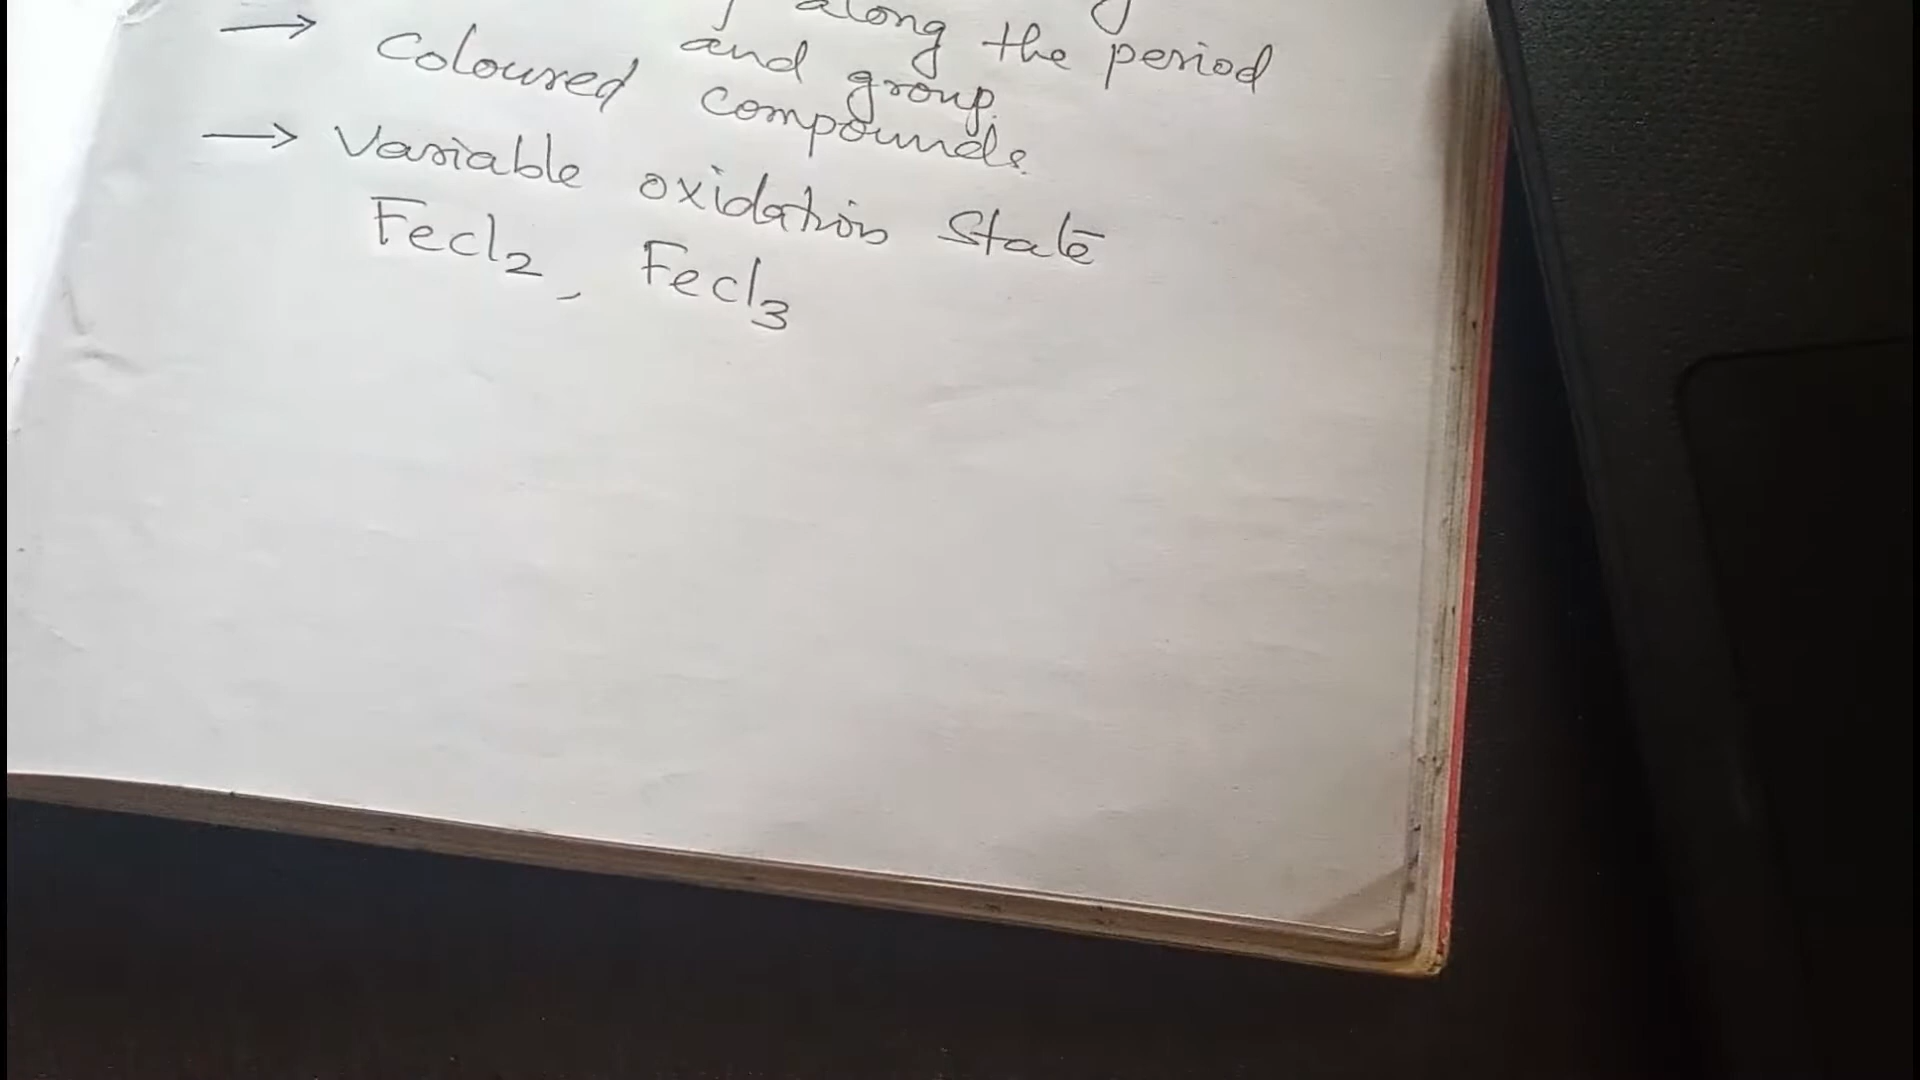 along the period
and group.
→ Coloured compounds.
→ Variable oxidation State
Fecl2, Fecl3